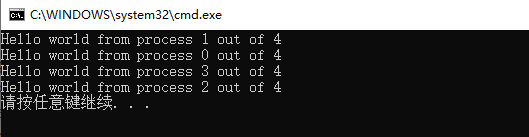 C:\WINDOWS\system32\cmd.exe
Hello world from process 1 out of 4
Hello world from process 0 out of 4
Hello world from process 3 out of 4
Hello world from process 2 out of 4
请按任意键继续. . .